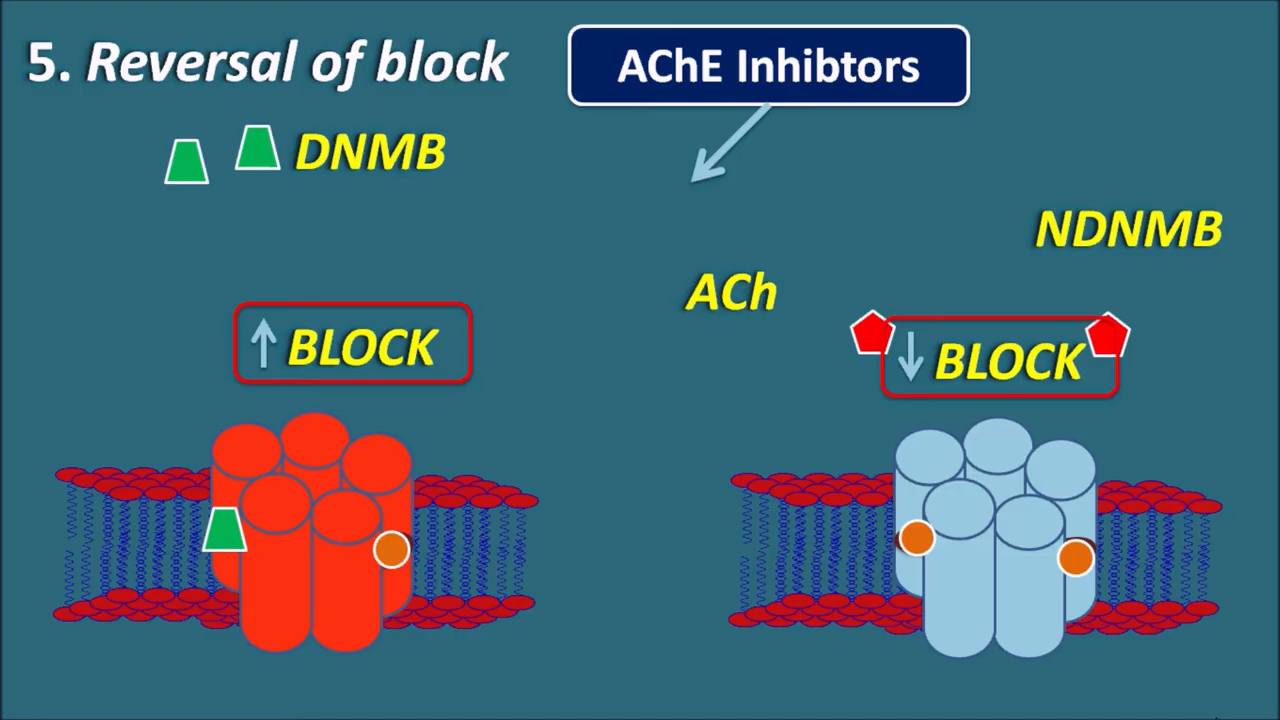 5. Reversal of block
AChE Inhibtors
DNMB
NDNMB
ACh
↑ BLOCK
↓ BLOCK